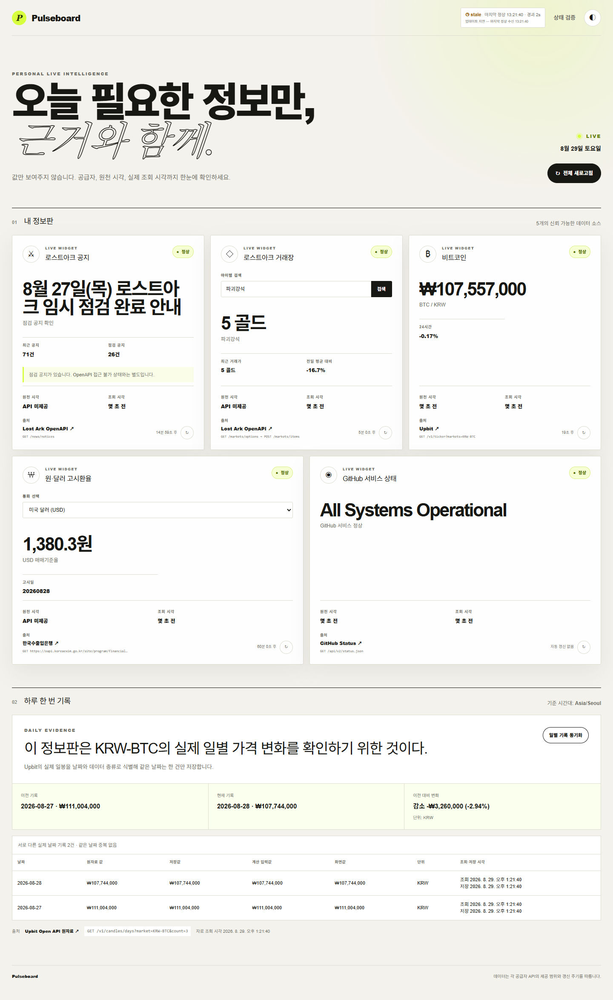 P Pulseboard
stale 마지막 정상 13:21:40 · 경과 2s
업데이트 지연 — 마지막 정상 수신 13:21:40
상태 검증
PERSONAL LIVE INTELLIGENCE
오늘 필요한 정보만,
근거와 함께.
값만 보여주지 않습니다. 공급자, 원천 시각, 실제 조회 시각까지 한눈에 확인하세요.
LIVE
8월 29일 토요일
↻ 전체 새로고침
01 내 정보판
5개의 신뢰 가능한 데이터 소스
LIVE WIDGET
로스트아크 공지
● 정상
8월 27일(목) 로스트아
크 임시 점검 완료 안내
점검 공지 확인
최근 공지 점검 공지
71건 26건
점검 공지가 있습니다. OpenAPI 접근 불가 상태와는 별도입니다.
원천 시각 조회 시각
API 미제공 몇 초 전
출처
Lost Ark OpenAPI ↗
GET /news/notices
14분 59초 후 ↻
LIVE WIDGET
로스트아크 거래장
● 정상
아이템 검색
파괴강석 검색
5 골드
파괴강석
최근 거래가 전일 평균 대비
5 골드 -16.7%
원천 시각 조회 시각
API 미제공 몇 초 전
출처
Lost Ark OpenAPI ↗
GET /markets/options → POST /markets/items
5분 0초 후 ↻
₿
LIVE WIDGET
비트코인
● 정상
₩107,557,000
BTC / KRW
24시간
-0.17%
원천 시각 조회 시각
몇 초 전 몇 초 전
출처
Upbit ↗
GET /v1/ticker?markets=KRW-BTC
19초 후 ↻
₩
LIVE WIDGET
원·달러 고시환율
● 정상
통화 선택
미국 달러 (USD)
1,380.3원
USD 매매기준율
고시일
20260828
원천 시각 조회 시각
API 미제공 몇 초 전
출처
한국수출입은행 ↗
GET https://oapi.koreaexim.go.kr/site/program/financial…
60분 0초 후 ↻
LIVE WIDGET
GitHub 서비스 상태
● 정상
All Systems Operational
GitHub 서비스 정상
원천 시각 조회 시각
몇 초 전 몇 초 전
출처
GitHub Status ↗
GET /api/v2/status.json
자동 갱신 없음 ↻
02 하루 한 번 기록
기준 시간대: Asia/Seoul
DAILY EVIDENCE
이 정보판은 KRW-BTC의 실제 일별 가격 변화를 확인하기 위한 것이다.
Upbit의 실제 일봉을 날짜와 데이터 종류로 식별해 같은 날짜는 한 건만 저장합니다.
일별 기록 동기화
이전 기록
2026-08-27 · ₩111,004,000
현재 기록
2026-08-28 · ₩107,744,000
이전 대비 변화
감소 -₩3,260,000 (-2.94%)
단위: KRW
서로 다른 실제 날짜 기록 2건 · 같은 날짜 중복 없음
날짜 원자료 값 저장값 계산 입력값 화면값 단위 조회·저장 시각
2026-08-28 ₩107,744,000 ₩107,744,000 ₩107,744,000 ₩107,744,000 KRW 조회 2026. 8. 29. 오후 1:21:40
저장 2026. 8. 29. 오후 1:21:40
2026-08-27 ₩111,004,000 ₩111,004,000 ₩111,004,000 ₩111,004,000 KRW 조회 2026. 8. 29. 오후 1:21:40
저장 2026. 8. 29. 오후 1:21:40
출처 Upbit Open API 원자료 ↗ GET /v1/candles/days?market=KRW-BTC&count=3 자료 조회 시각 2026. 8. 29. 오후 1:21:40
Pulseboard
데이터는 각 공급자 API의 제공 범위와 갱신 주기를 따릅니다.